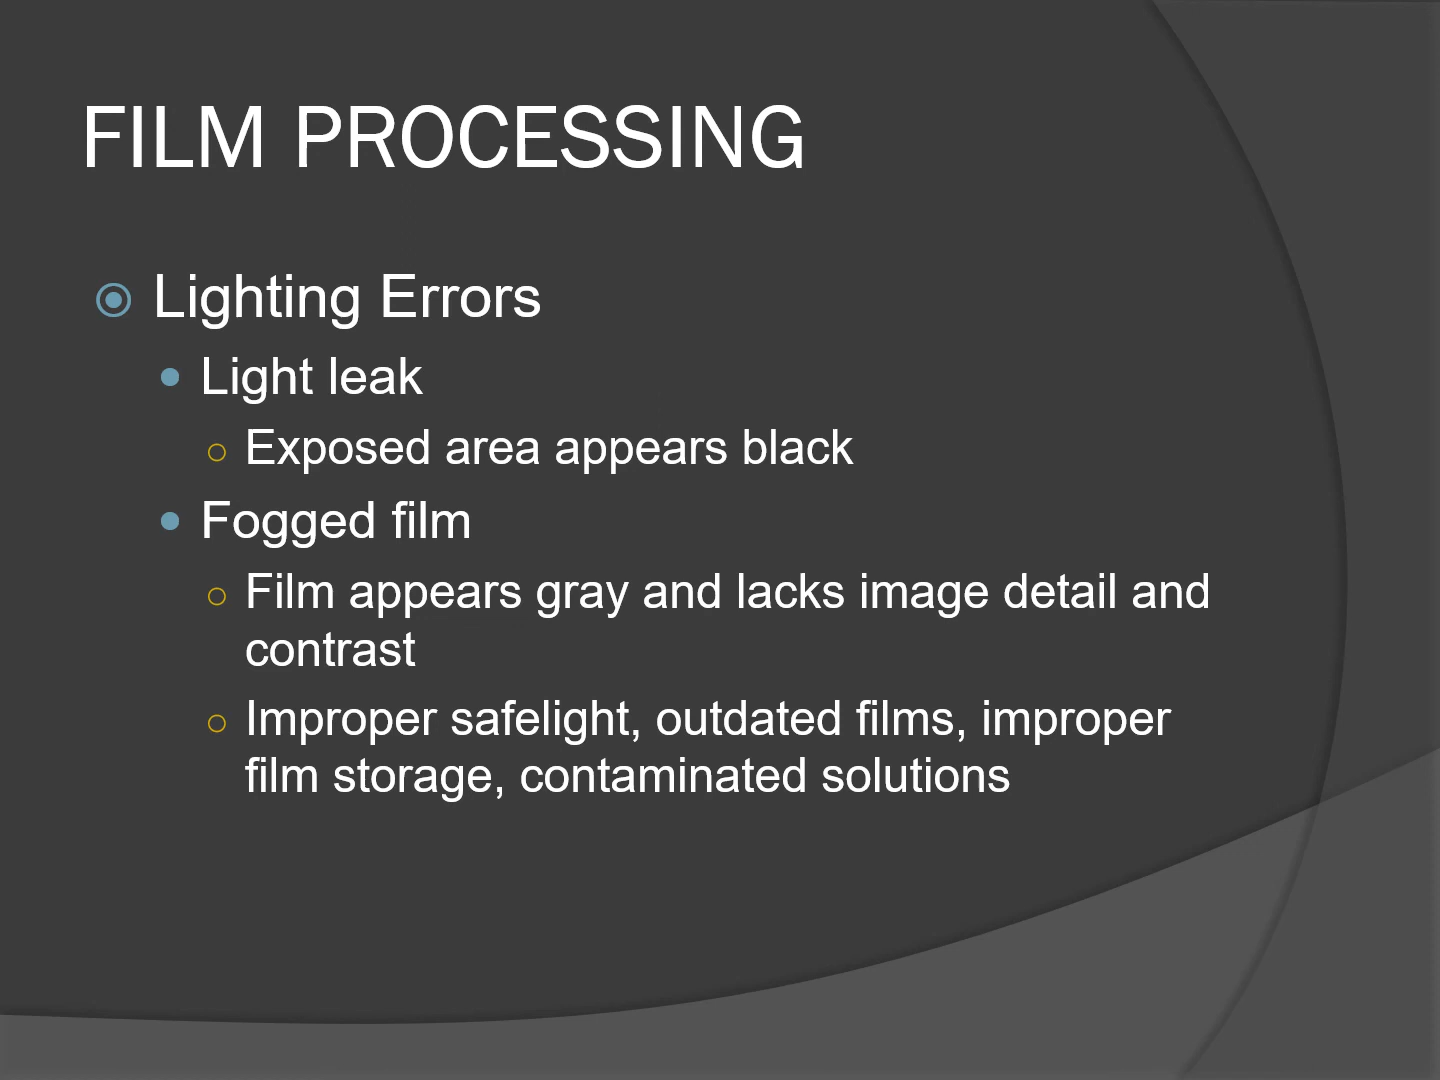 FILM PROCESSING
Lighting Errors
Light leak
Exposed area appears black
Fogged film
Film appears gray and lacks image detail and
contrast
Improper safelight, outdated films, improper
film storage, contaminated solutions